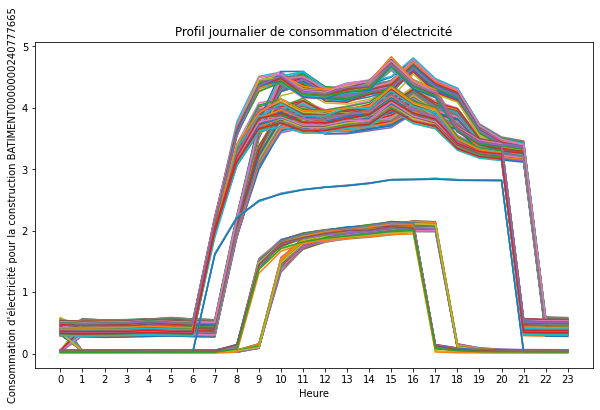 Profil journalier de consommation d'électricité
Consommation d'électricité pour la construction BATIMENT0000000240777665
5
4
3
2
1
0
0 1 2 3 4 5 6 7 8 9 10 11 12 13 14 15 16 17 18 19 20 21 22 23
Heure